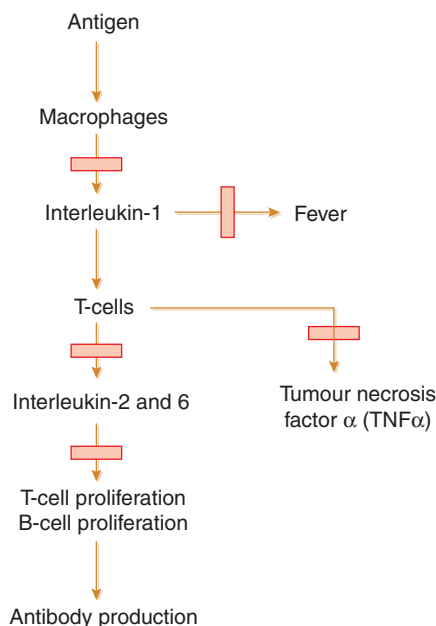 Antigen
Macrophages
Interleukin-1
Fever
T-cells
Interleukin-2 and 6
Tumour necrosis
factor α (TNFα)
T-cell proliferation
B-cell proliferation
Antibody production